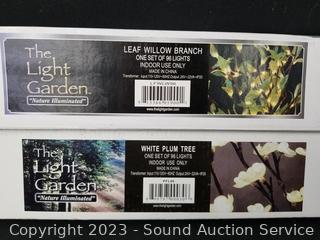 The
Light
Garden
"Nature Illuminated"
LEAF WILLOW BRANCH
ONE SET OF 96 LIGHTS
INDOOR USE ONLY
MADE IN CHINA
The
Light
Garden
"Nature Illuminated"
WHITE PLUM TREE
ONE SET OF 96 LIGHTS
INDOOR USE ONLY
MADE IN CHINA
www.thelightgarden.com
Copyright 2023 - Sound Auction Service